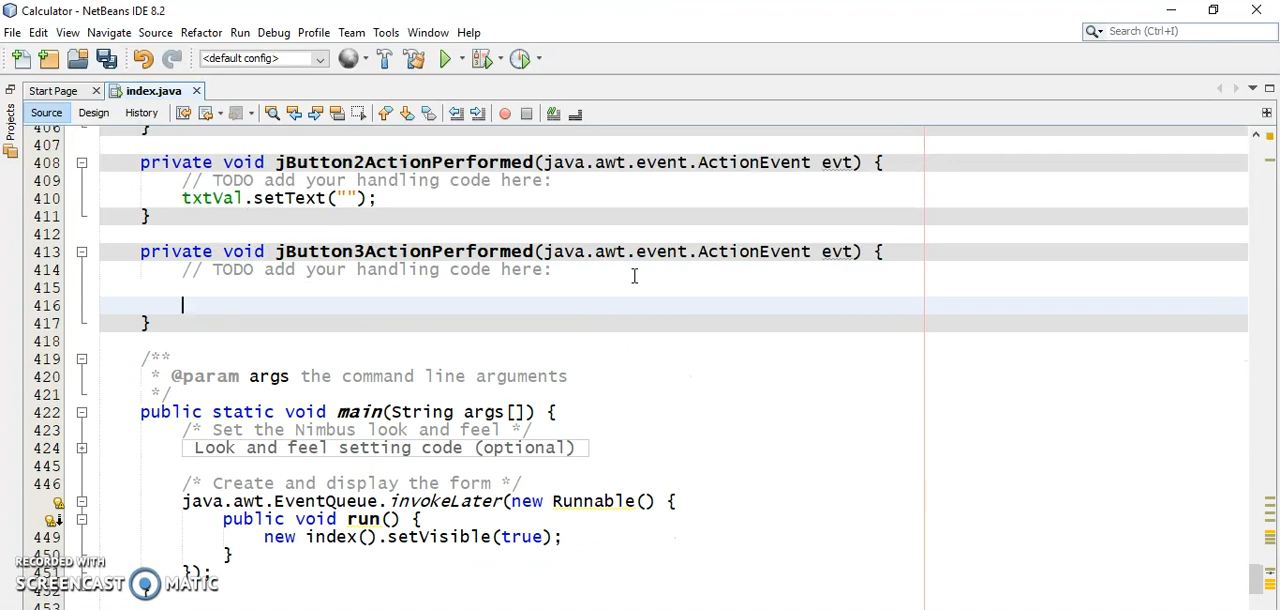 Calculator - NetBeans IDE 8.2
File Edit View Navigate Source Refactor Run Debug Profile Team Tools Window Help
Search (Ctrl+I)
<default config>
Start Page index.java
Source Design History
Projects
406 }
407
408 private void jButton2ActionPerformed(java.awt.event.ActionEvent evt) {
409 // TODO add your handling code here:
410 txtVal.setText("");
411 }
412
413 private void jButton3ActionPerformed(java.awt.event.ActionEvent evt) {
414 // TODO add your handling code here:
415
416
417 }
418
419 /**
420 * @param args the command line arguments
421 */
422 public static void main(String args[]) {
423 /* Set the Nimbus look and feel */
424 Look and feel setting code (optional)
445
446 /* Create and display the form */
java.awt.EventQueue.invokeLater(new Runnable() {
public void run() {
449 new index().setVisible(true);
450 }
451 });
452 }
453
RECORDED WITH
SCREENCAST MATIC